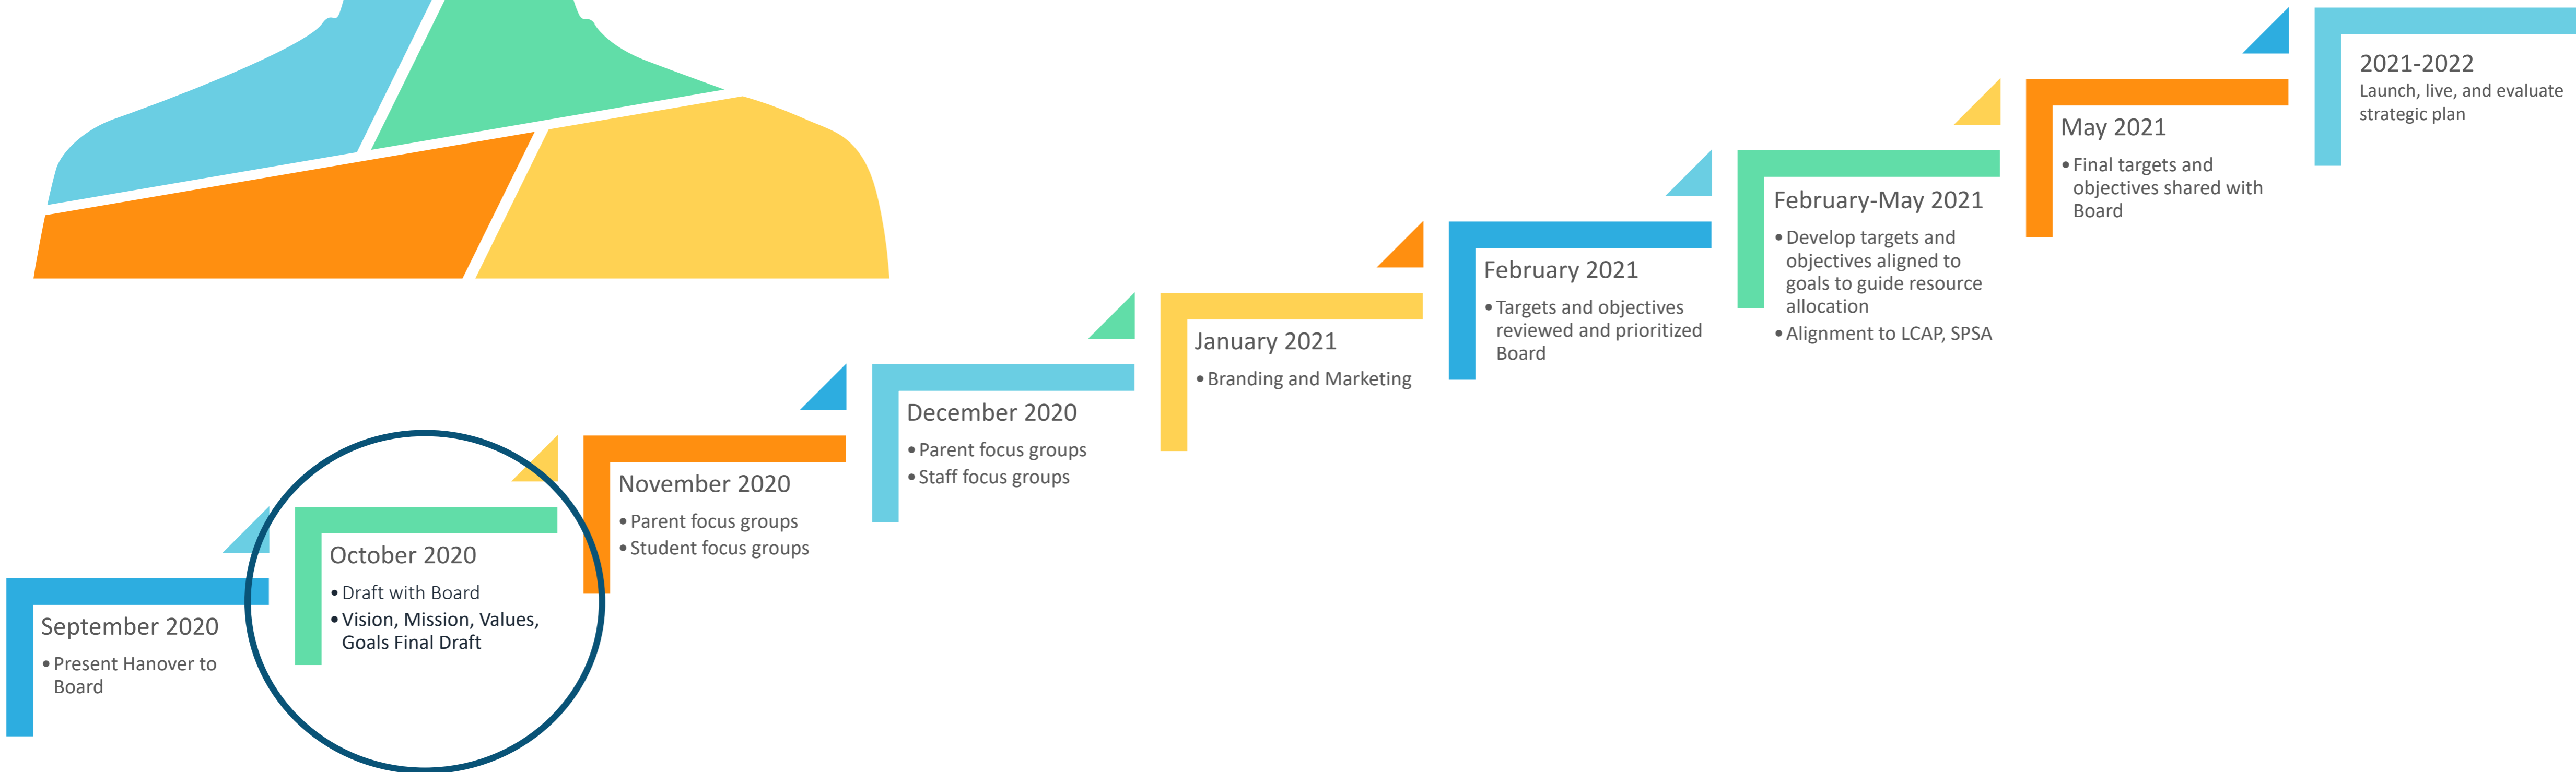 September 2020
• Present Hanover to
Board
October 2020
• Draft with Board
• Vision, Mission, Values,
Goals Final Draft
November 2020
• Parent focus groups
• Student focus groups
December 2020
• Parent focus groups
• Staff focus groups
January 2021
• Branding and Marketing
February 2021
• Targets and objectives
reviewed and prioritized
Board
February-May 2021
• Develop targets and
objectives aligned to
goals to guide resource
allocation
• Alignment to LCAP, SPSA
May 2021
• Final targets and
objectives shared with
Board
2021-2022
Launch, live, and evaluate
strategic plan